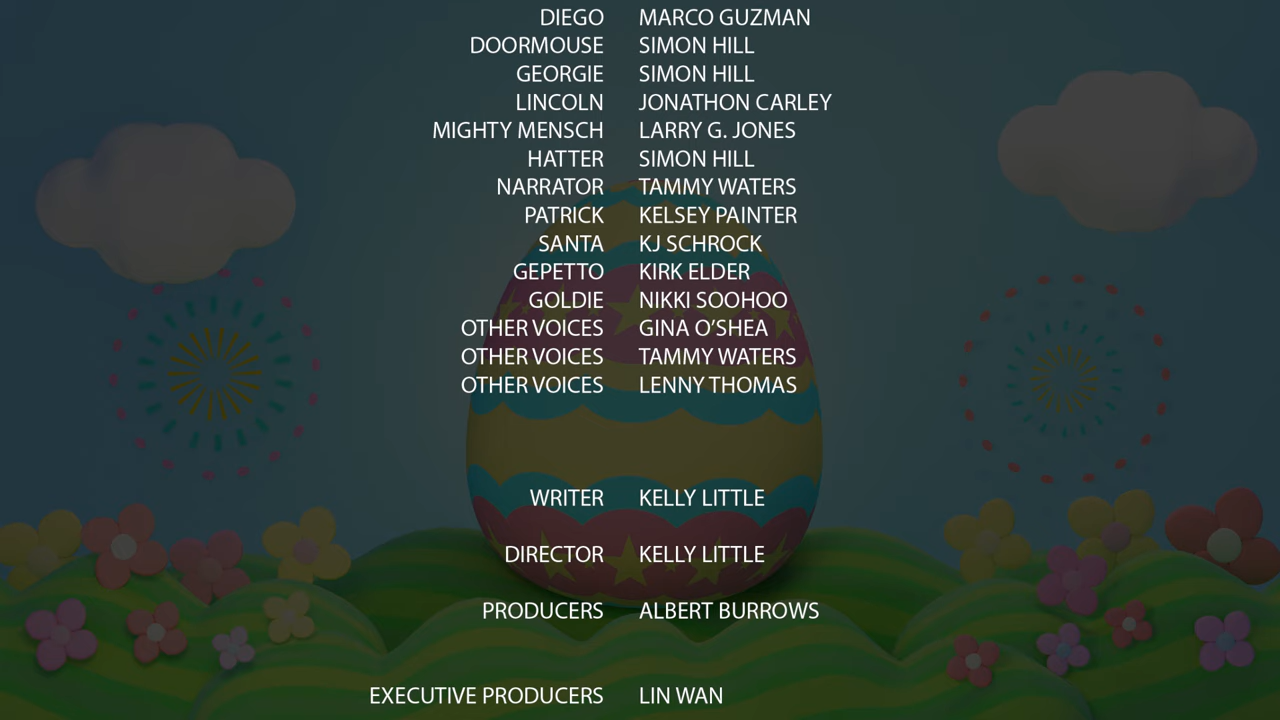 DIEGO MARCO GUZMAN
DOORMOUSE SIMON HILL
GEORGIE SIMON HILL
LINCOLN JONATHON CARLEY
MIGHTY MENSCH LARRY G. JONES
HATTER SIMON HILL
NARRATOR TAMMY WATERS
PATRICK KELSEY PAINTER
SANTA KJ SCHROCK
GEPETTO KIRK ELDER
GOLDIE NIKKI SOOHOO
OTHER VOICES GINA O’SHEA
OTHER VOICES TAMMY WATERS
OTHER VOICES LENNY THOMAS
WRITER KELLY LITTLE
DIRECTOR KELLY LITTLE
PRODUCERS ALBERT BURROWS
EXECUTIVE PRODUCERS LIN WAN